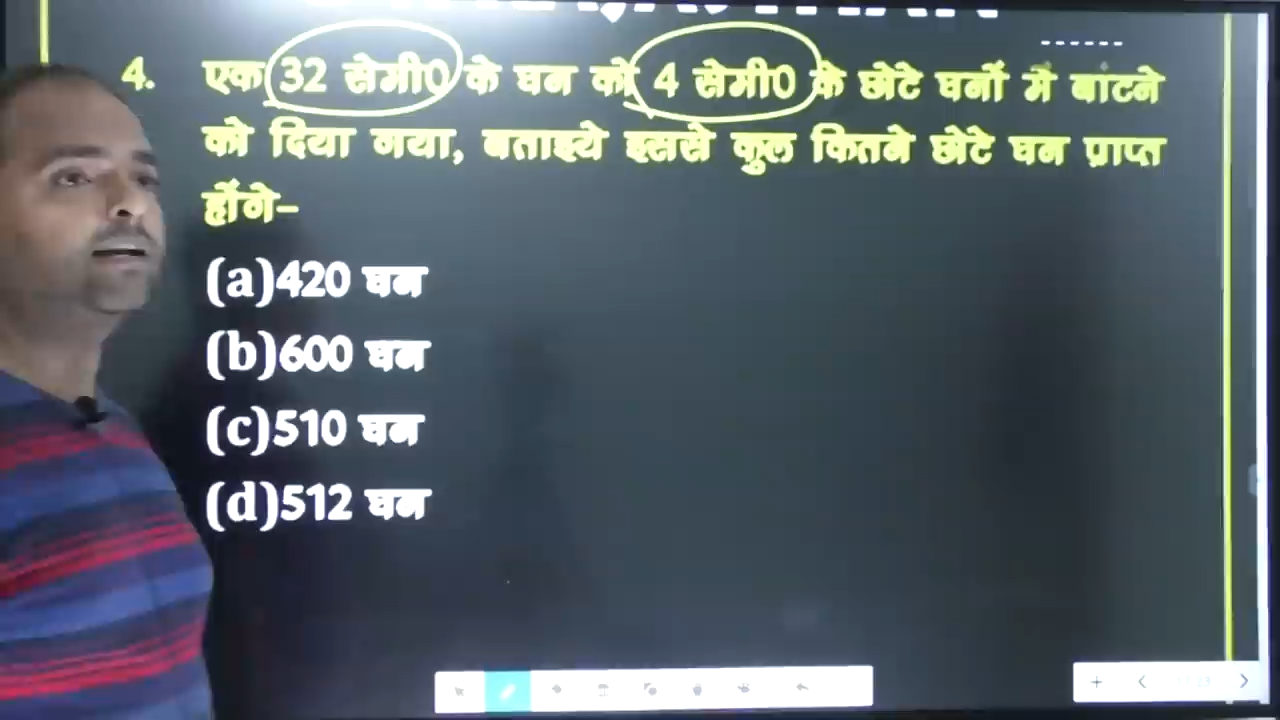 4. एक 32 सेमी0 के घन को 4 सेमी0 के छोटे घनों में बांटने
को दिया गया, बताइये इससे कुल कितने छोटे घन प्राप्त
होंगे-
(a)420 घन
(b)600 घन
(c)510 घन
(d)512 घन